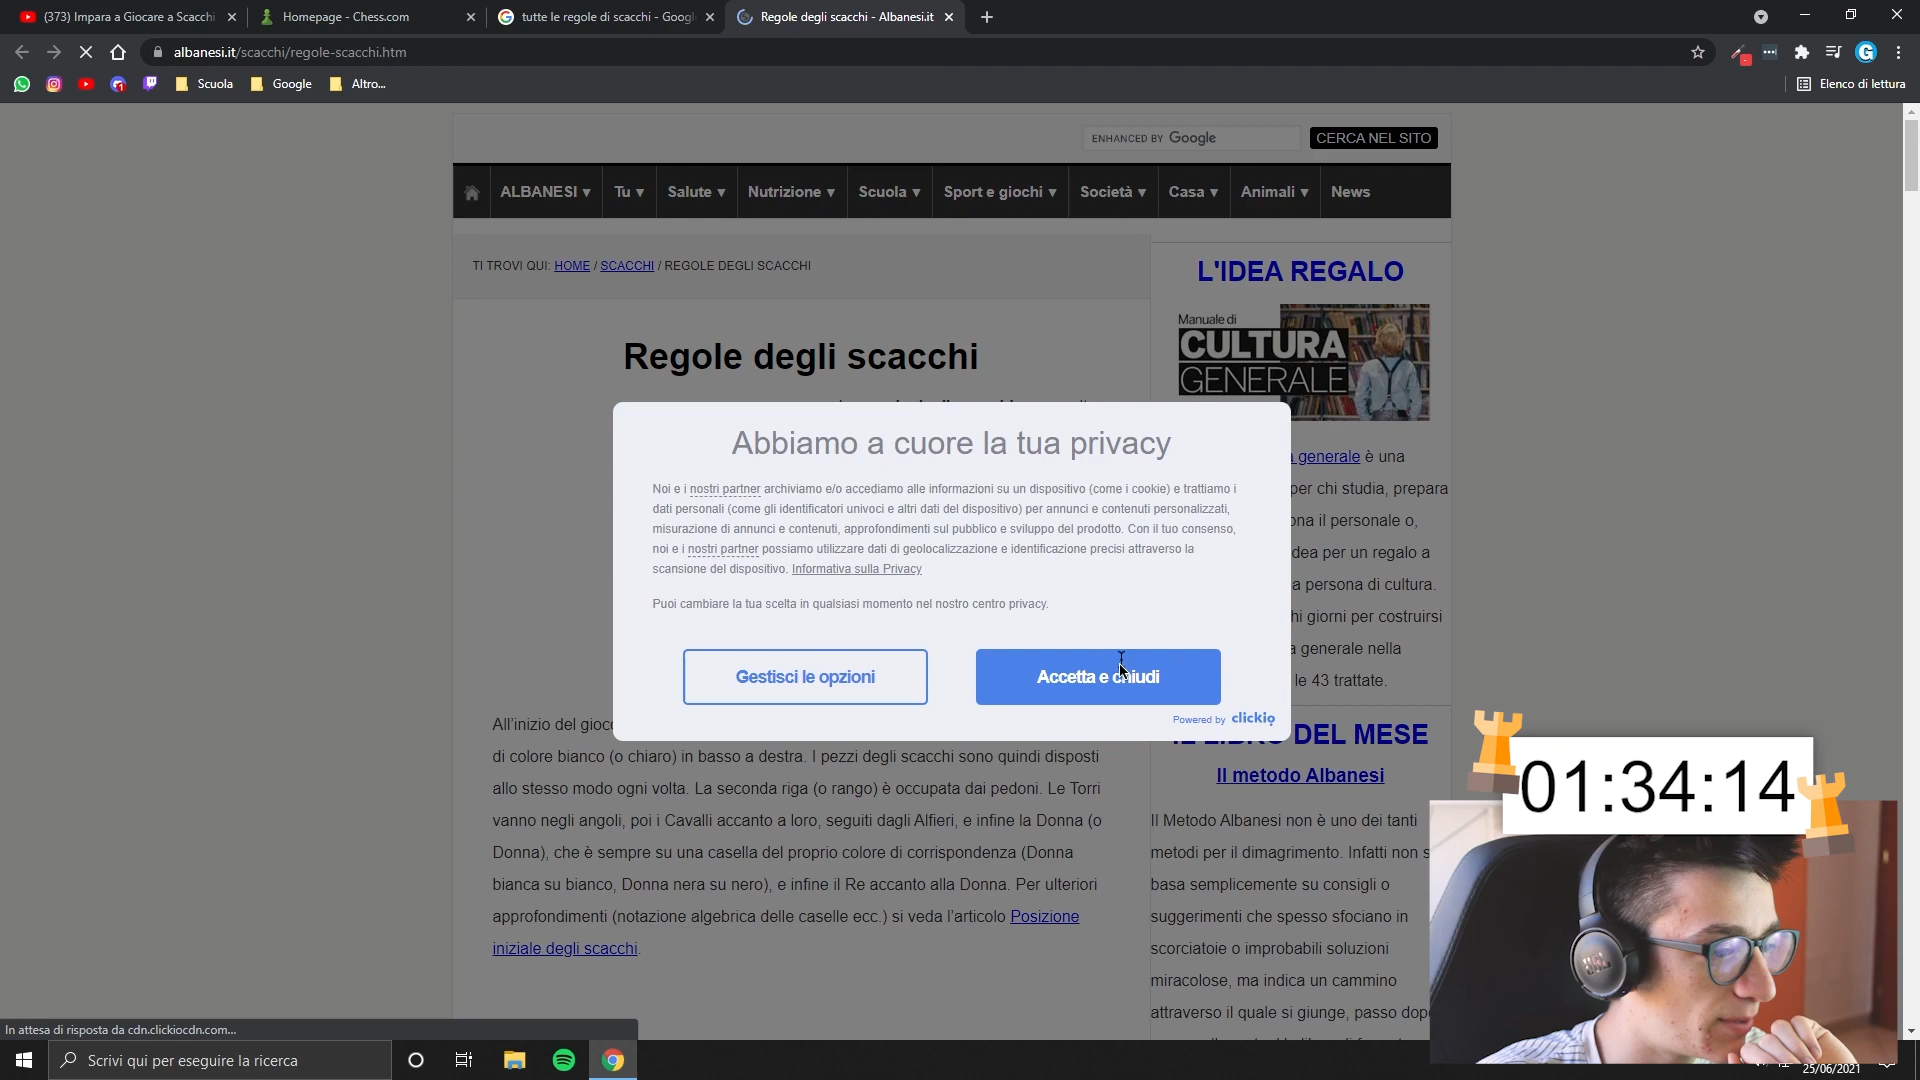 (373) Impara a Giocare a Scacchi
Homepage - Chess.com
tutte le regole di scacchi - Googl
Regole degli scacchi - Albanesi.it
albanesi.it/scacchi/regole-scacchi.htm
Scuola
Google
Altro...
Elenco di lettura
ENHANCED BY Google
CERCA NEL SITO
ALBANESI ▾ Tu ▾ Salute ▾ Nutrizione ▾ Scuola ▾ Sport e giochi ▾ Società ▾ Casa ▾ Animali ▾ News
TI TROVI QUI: HOME / SCACCHI / REGOLE DEGLI SCACCHI
Regole degli scacchi
Abbiamo a cuore la tua privacy
Noi e i nostri partner archiviamo e/o accediamo alle informazioni su un dispositivo (come i cookie) e trattiamo i
dati personali (come gli identificatori univoci e altri dati del dispositivo) per annunci e contenuti personalizzati,
misurazione di annunci e contenuti, approfondimenti sul pubblico e sviluppo del prodotto. Con il tuo consenso,
noi e i nostri partner possiamo utilizzare dati di geolocalizzazione e identificazione precisi attraverso la
scansione del dispositivo. Informativa sulla Privacy
Puoi cambiare la tua scelta in qualsiasi momento nel nostro centro privacy.
Gestisci le opzioni
Accetta e chiudi
Powered by clickio
All'inizio del gioc
di colore bianco (o chiaro) in basso a destra. I pezzi degli scacchi sono quindi disposti
allo stesso modo ogni volta. La seconda riga (o rango) è occupata dai pedoni. Le Torri
vanno negli angoli, poi i Cavalli accanto a loro, seguiti dagli Alfieri, e infine la Donna (o
Donna), che è sempre su una casella del proprio colore di corrispondenza (Donna
bianca su bianco, Donna nera su nero), e infine il Re accanto alla Donna. Per ulteriori
approfondimenti (notazione algebrica delle caselle ecc.) si veda l'articolo Posizione
iniziale degli scacchi.
L'IDEA REGALO
Manuale di
CULTURA
GENERALE
generale è una
per chi studia, prepara
ona il personale o,
dea per un regalo a
a persona di cultura.
hi giorni per costruirsi
generale nella
le 43 trattate.
DEL MESE
Il metodo Albanesi
Il Metodo Albanesi non è uno dei tanti
metodi per il dimagrimento. Infatti non s
basa semplicemente su consigli o
suggerimenti che spesso sfociano in
scorciatoie o improbabili soluzioni
miracolose, ma indica un cammino
attraverso il quale si giunge, passo dop
01:34:14
JBL
In attesa di risposta da cdn.clickiocdn.com...
Scrivi qui per eseguire la ricerca
25/06/2021